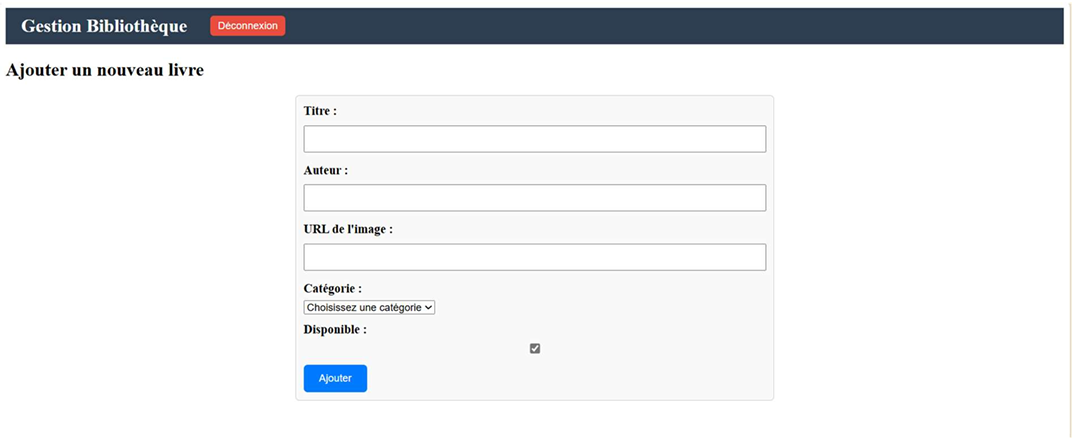 Gestion Bibliothèque Déconnexion
Ajouter un nouveau livre
Titre :
Auteur :
URL de l'image :
Catégorie :
Choisissez une catégorie
Disponible :
Ajouter